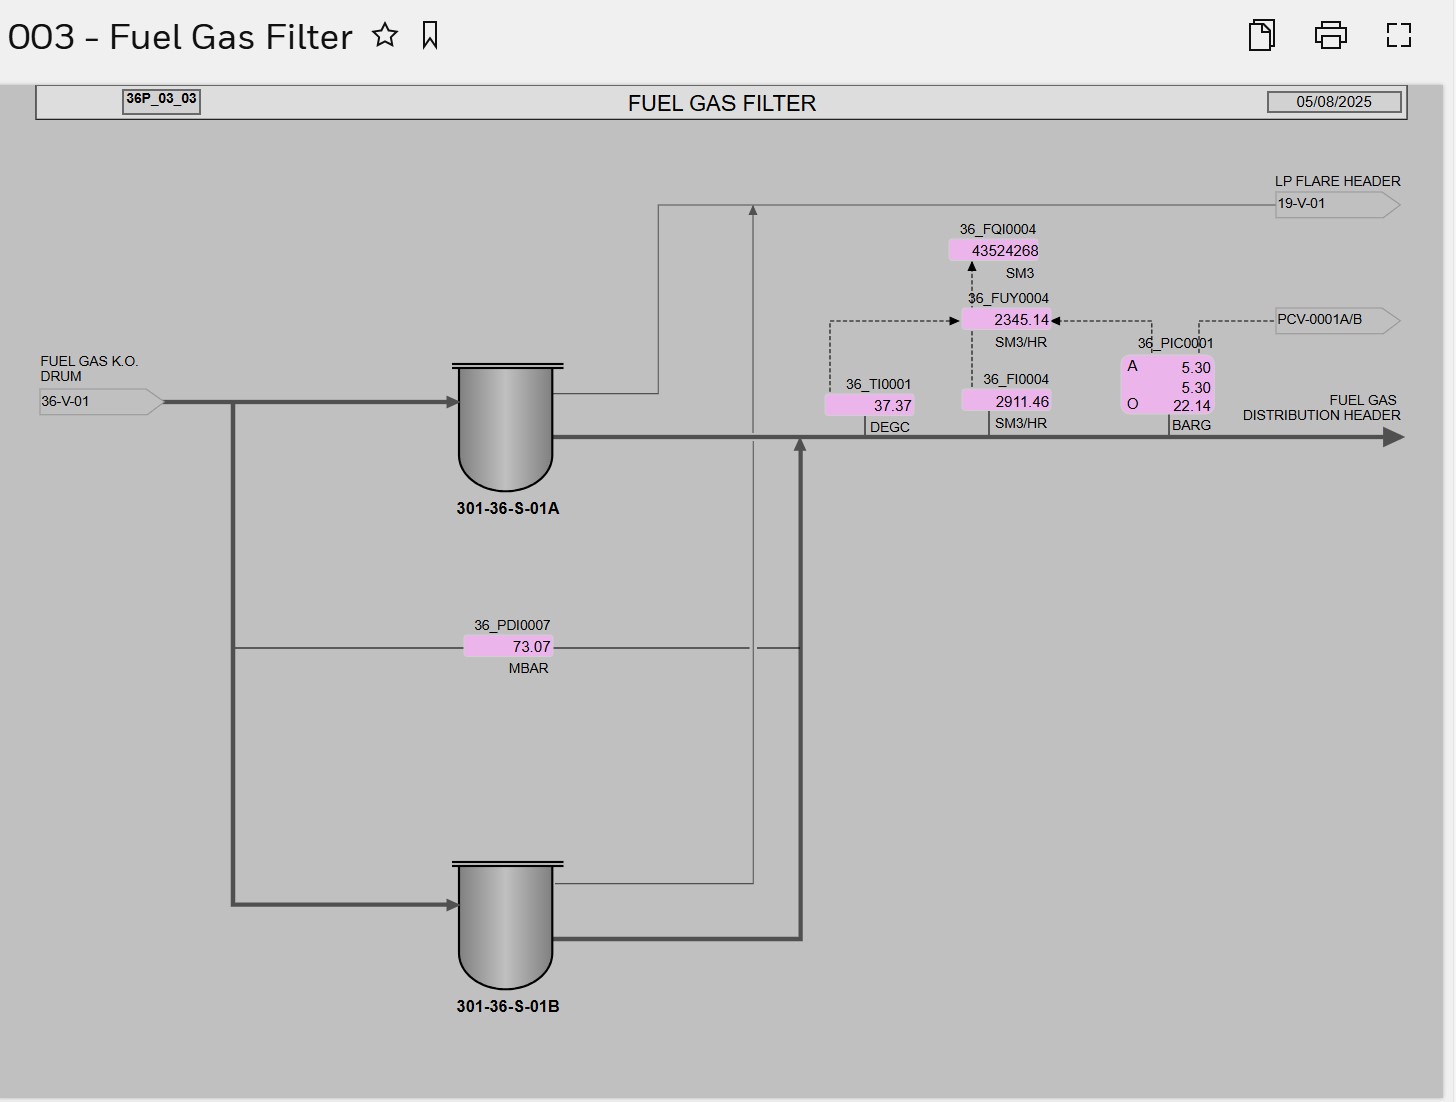 003 - Fuel Gas Filter
36P_03_03
FUEL GAS FILTER
05/08/2025
LP FLARE HEADER
19-V-01
36_FQI0004
43524268
SM3
36_FUY0004
2345.14
SM3/HR
PCV-0001A/B
36_PIC0001
A 5.30
5.30
O 22.14
BARG
FUEL GAS K.O.
DRUM
36-V-01
36_TI0001
37.37
DEGC
36_FI0004
2911.46
SM3/HR
FUEL GAS
DISTRIBUTION HEADER
301-36-S-01A
36_PDI0007
73.07
MBAR
301-36-S-01B